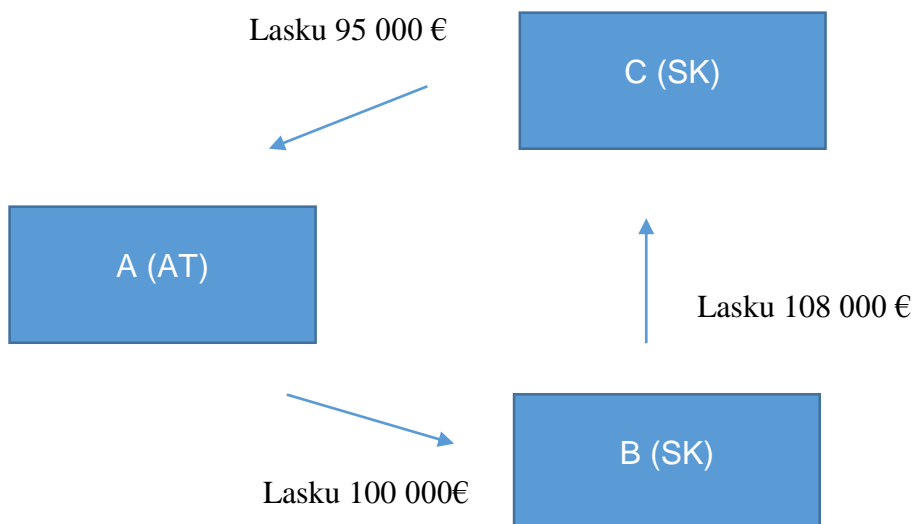 Lasku 95 000 €
C (SK)
A (AT)
Lasku 108 000 €
B (SK)
Lasku 100 000€